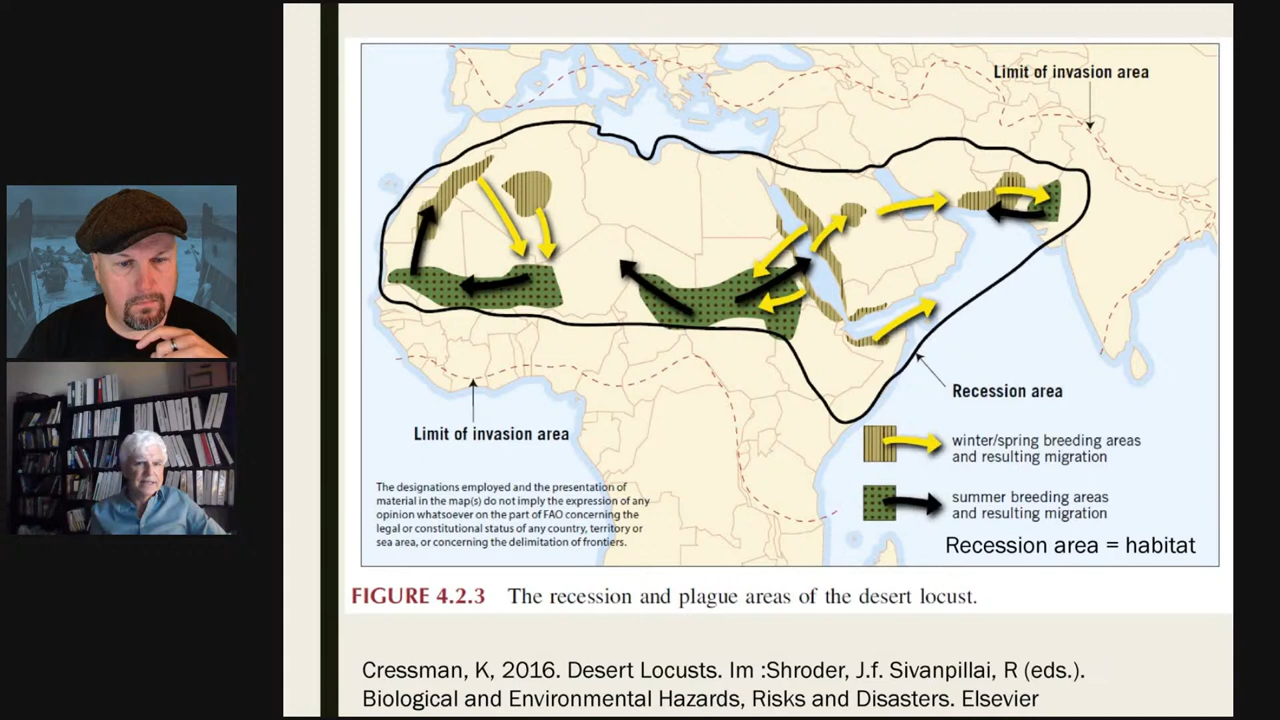 Limit of invasion area
Recession area
Limit of invasion area
winter/spring breeding areas
and resulting migration
The designations employed and the presentation of
material in the map(s) do not imply the expression of any
opinion whatsoever on the part of FAO concerning the
legal or constitutional status of any country, territory or
sea area, or concerning the delimitation of frontiers.
summer breeding areas
and resulting migration
Recession area = habitat
FIGURE 4.2.3 The recession and plague areas of the desert locust.
Cressman, K, 2016. Desert Locusts. Im :Shroder, J.f. Sivanpillai, R (eds.).
Biological and Environmental Hazards, Risks and Disasters. Elsevier